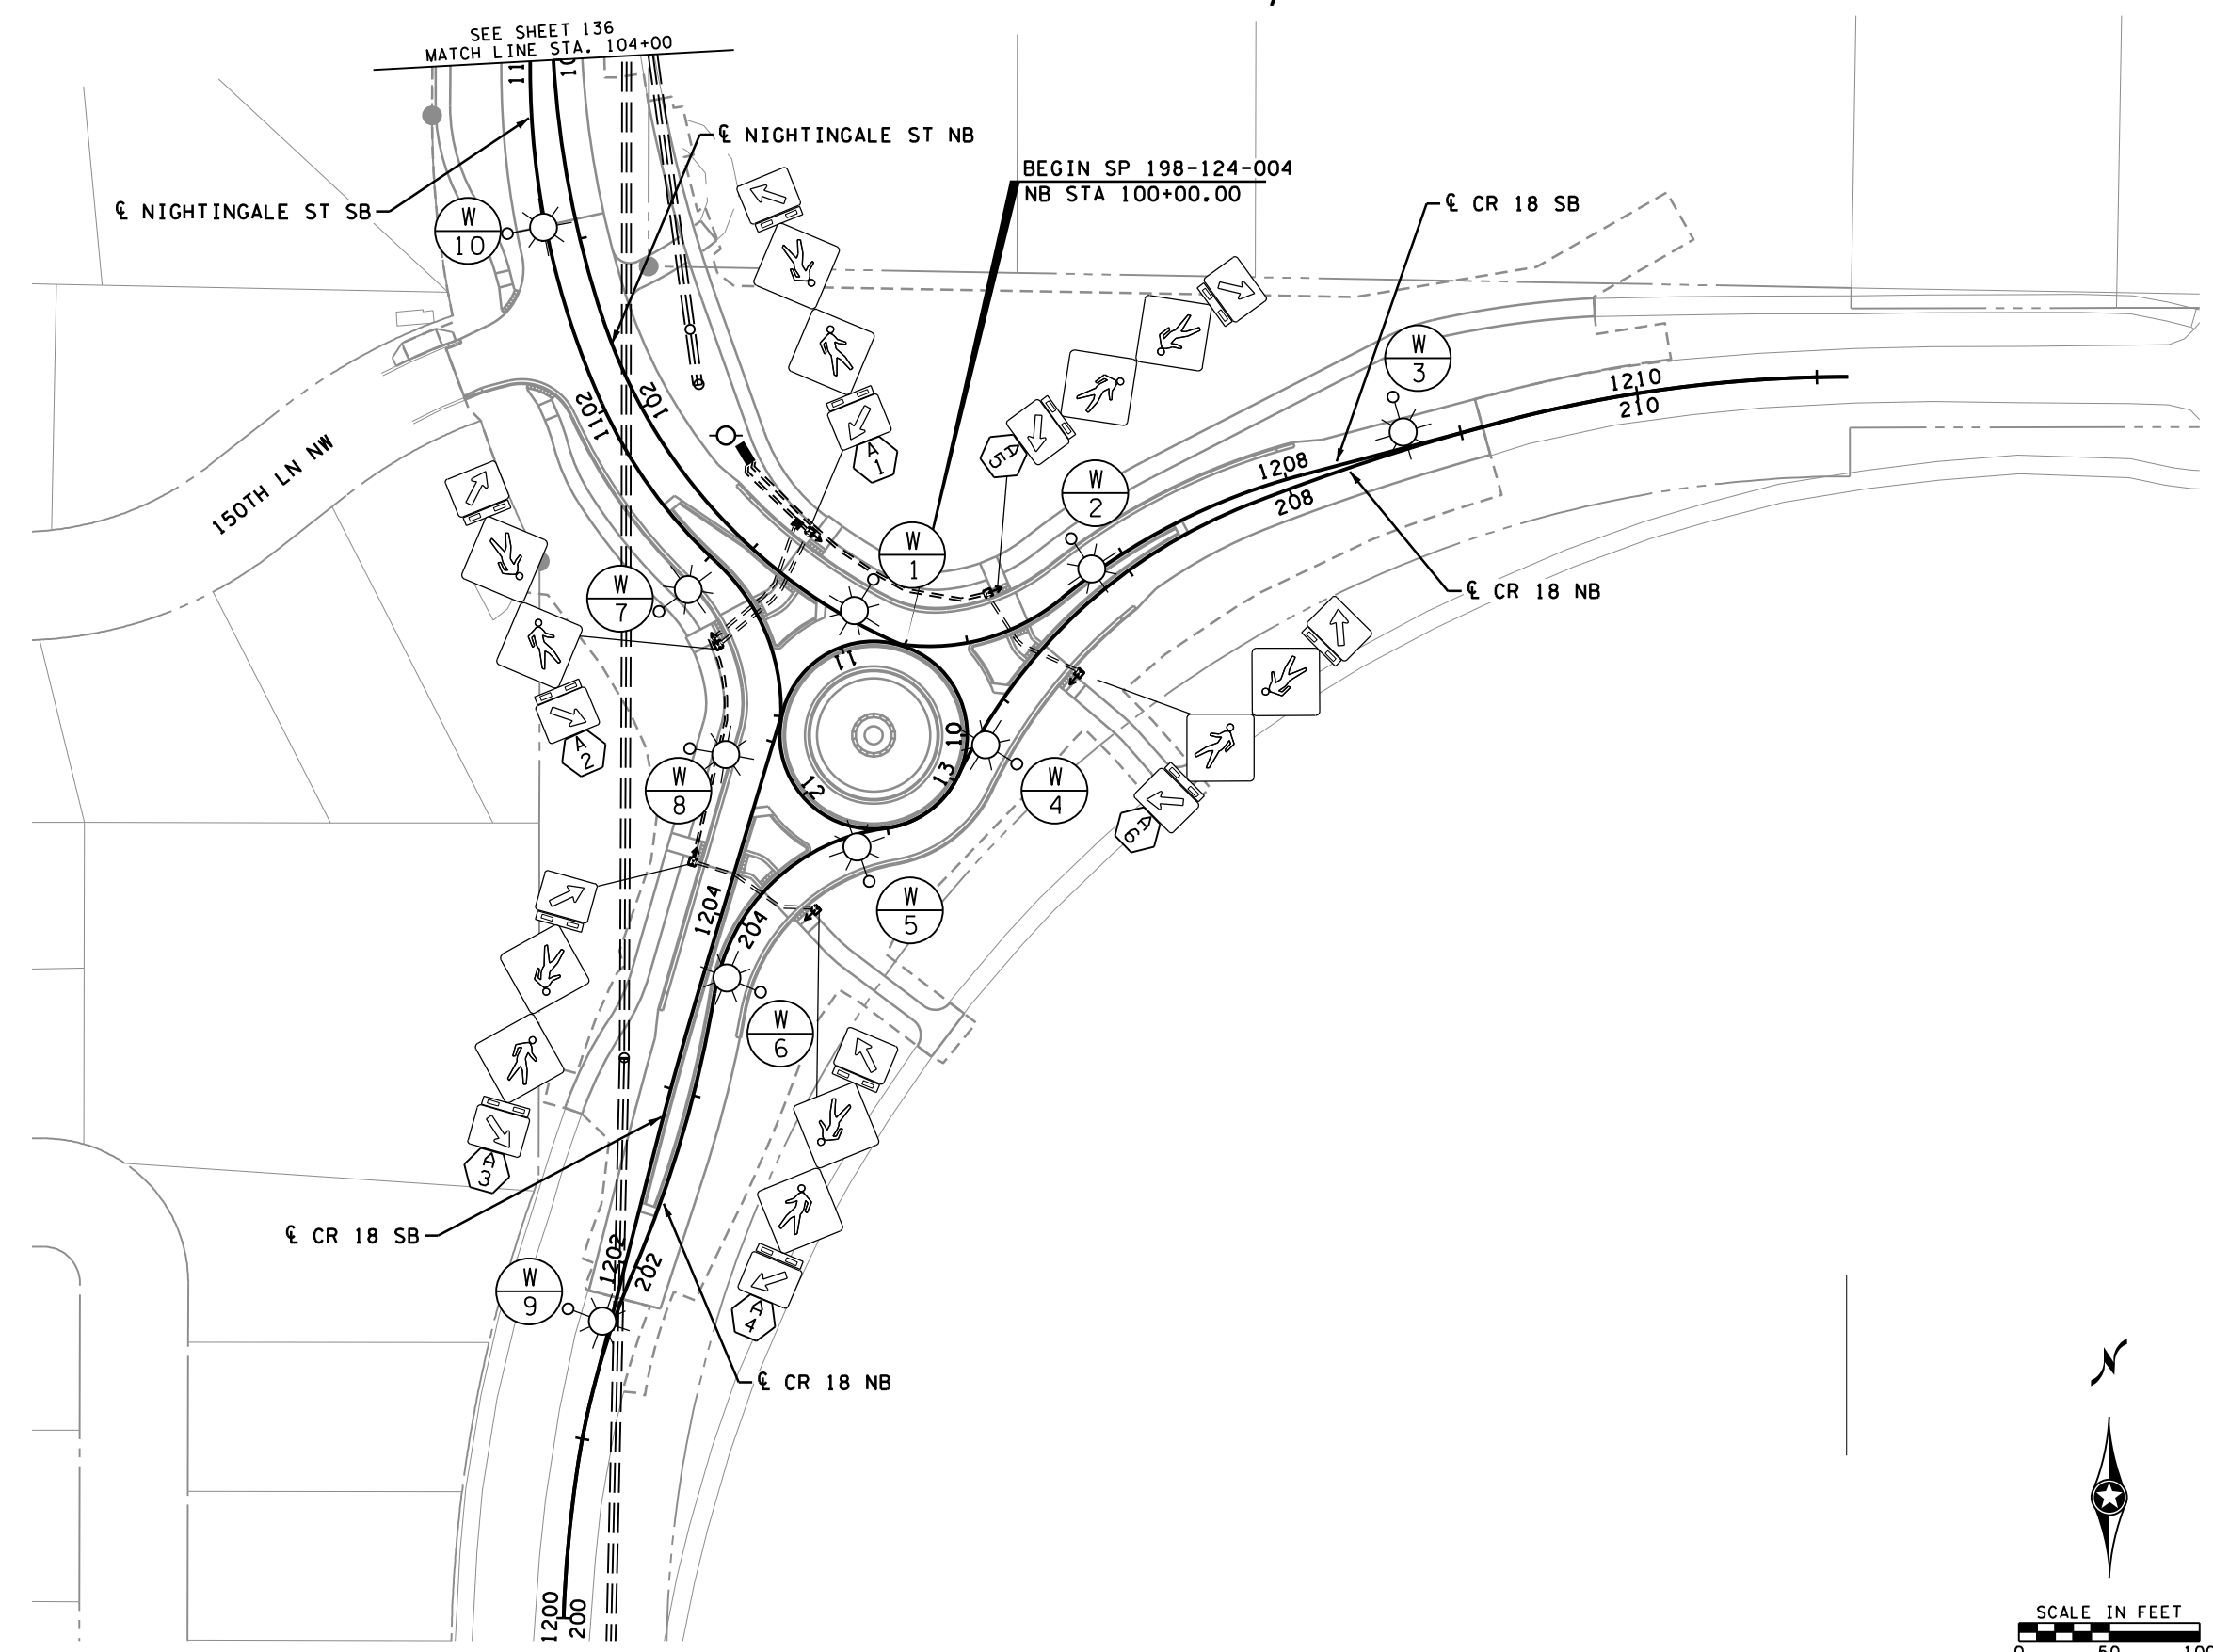 SEE SHEET 136
MATCH LINE STA. 104+00
℄ NIGHTINGALE ST NB
BEGIN SP 198-124-004
NB STA 100+00.00
℄ NIGHTINGALE ST SB
℄ CR 18 SB
W
10
W
3
1210
210
1102
102
A
1
A
5
1208
208
W
2
150TH LN NW
W
1
W
7
℄ CR 18 NB
11
10
13
12
A
2
W
8
W
4
A
6
1204
204
W
5
W
6
A
3
℄ CR 18 SB
1202
202
W
9
A
4
℄ CR 18 NB
N
1200
200
SCALE IN FEET
0 50 100